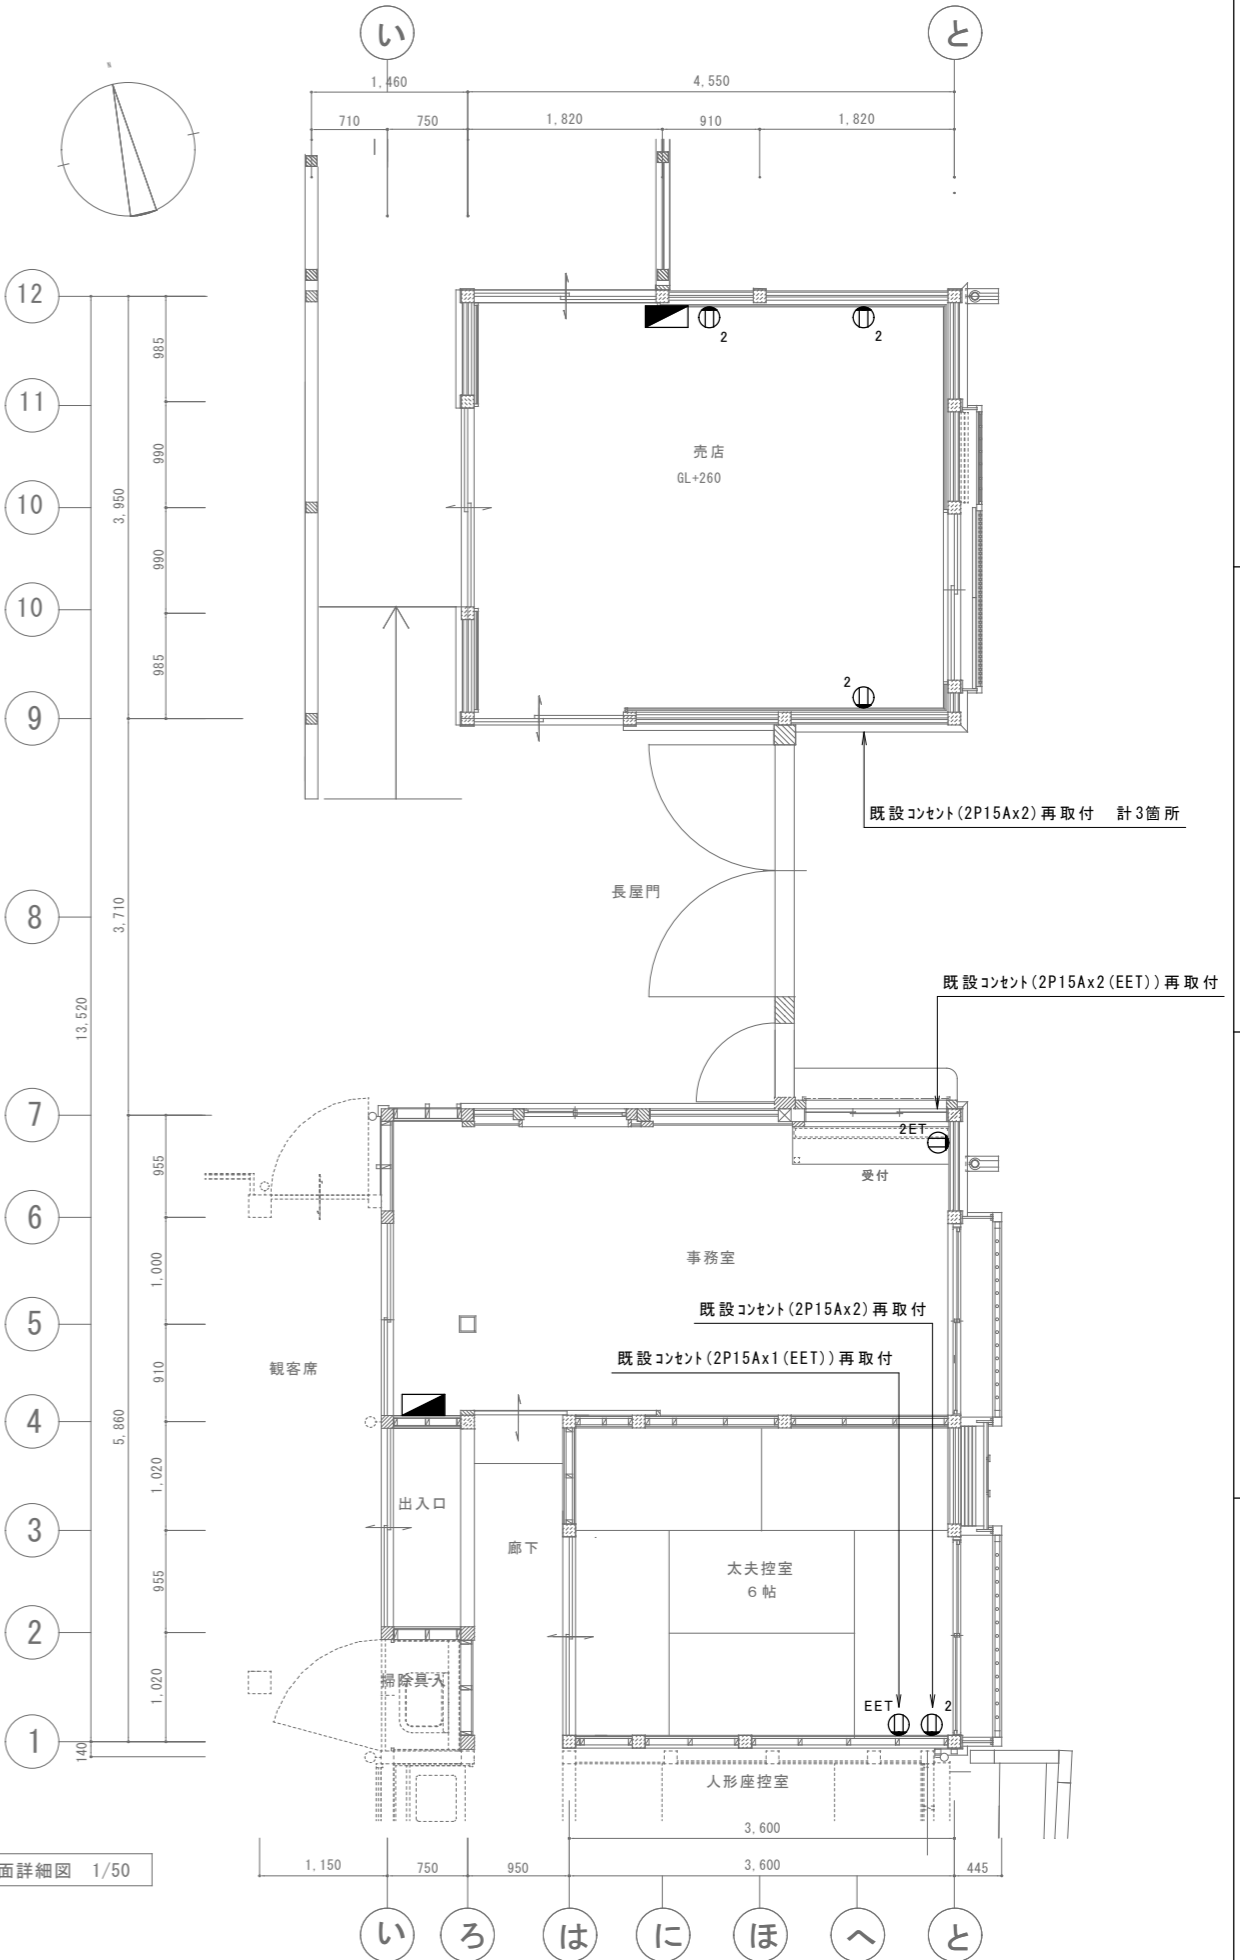 い
と
1,460
4,550
710
750
1,820
910
1,820
12
11
10
10
9
8
7
6
5
4
3
2
1
985
990
990
985
3,950
3,710
13,520
5,860
955
1,000
910
1,020
955
1,020
140
2
2
売店
GL+260
2
既設コンセント(2P15Ax2)再取付 計3箇所
長屋門
既設コンセント(2P15Ax2(EET))再取付
2ET
受付
事務室
既設コンセント(2P15Ax2)再取付
既設コンセント(2P15Ax1(EET))再取付
観客席
出入口
廊下
太夫控室
6帖
掃除具入
EET
2
人形座控室
3,600
1,150
750
950
3,600
445
面詳細図 1/50
い
ろ
は
に
ほ
へ
と